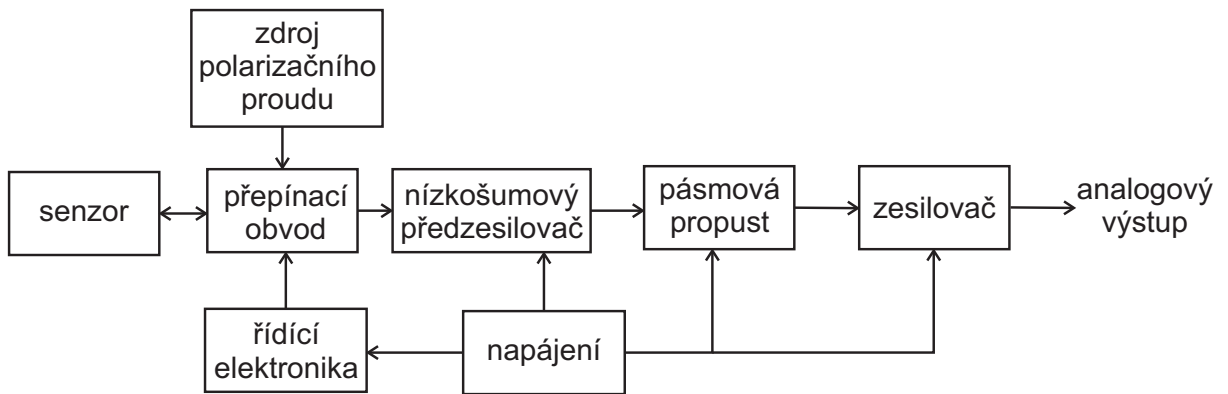 zdroj
polarizačního
proudu
senzor
přepínací
obvod
nízkošumový
předzesilovač
pásmová
propust
zesilovač
analogový
výstup
řídící
elektronika
napájení